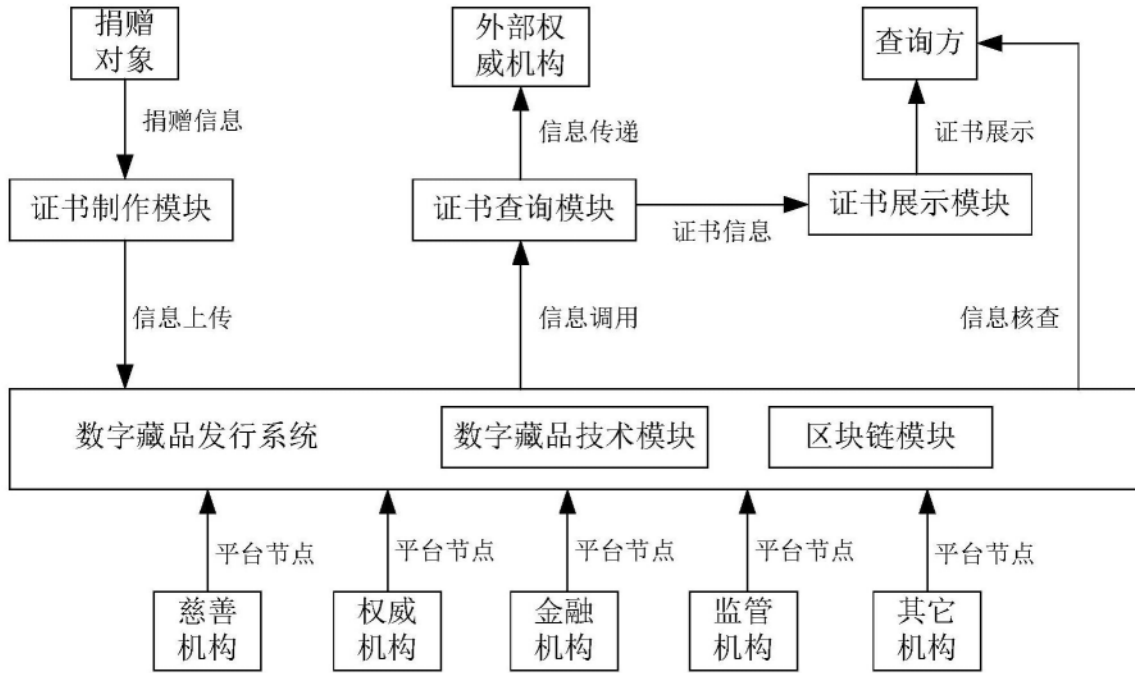 捐赠
对象
外部权
威机构
查询方
捐赠信息
信息传递
证书展示
证书制作模块
证书查询模块
证书信息
证书展示模块
信息上传
信息调用
信息核查
数字藏品发行系统
数字藏品技术模块
区块链模块
平台节点
平台节点
平台节点
平台节点
平台节点
慈善
机构
权威
机构
金融
机构
监管
机构
其它
机构